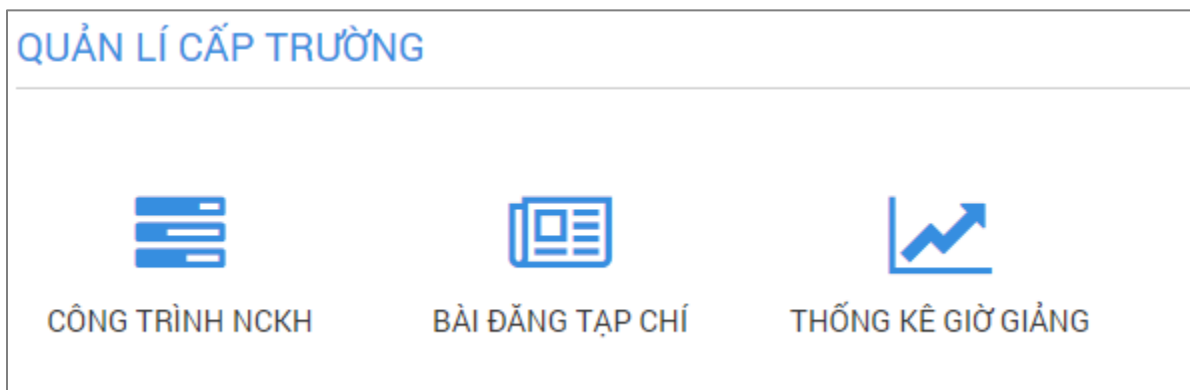 QUẢN LÍ CẤP TRƯỜNG
CÔNG TRÌNH NCKH
BÀI ĐĂNG TẠP CHÍ
THỐNG KÊ GIỜ GIẢNG